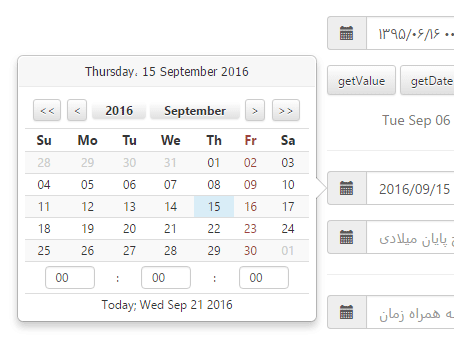 Thursday، 15 September 2016
<< < 2016 September > >>
Su Mo Tu We Th Fr Sa
28 29 30 31 01 02 03
04 05 06 07 08 09 10
11 12 13 14 15 16 17
18 19 20 21 22 23 24
25 26 27 28 29 30 01
00 : 00 : 00
Today; Wed Sep 21 2016
۱۳۹۵/۰۶/۱۶ ۰۰
getValue getDate
Tue Sep 06
2016/09/15
پایان میلادی
همراه زمان